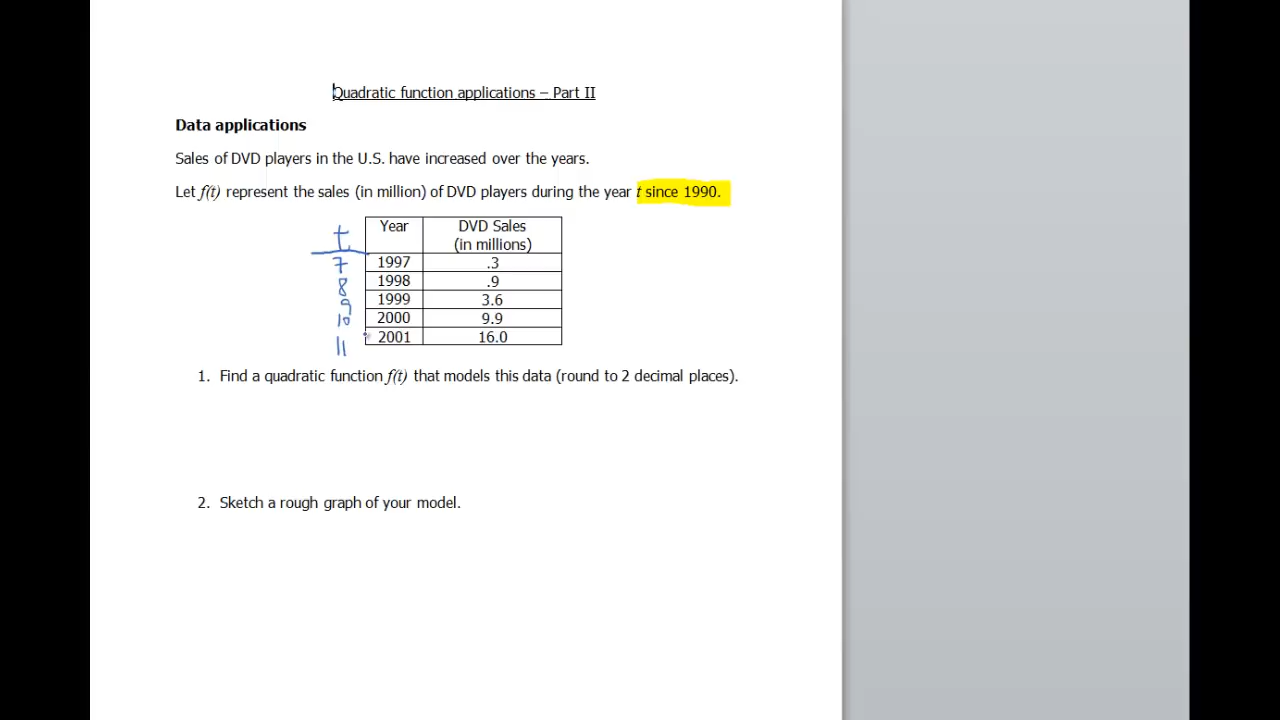 Quadratic function applications – Part II
Data applications
Sales of DVD players in the U.S. have increased over the years.
Let f(t) represent the sales (in million) of DVD players during the year t since 1990.
t Year DVD Sales
(in millions)
7 1997 .3
8 1998 .9
9 1999 3.6
10 2000 9.9
11 2001 16.0
1. Find a quadratic function f(t) that models this data (round to 2 decimal places).
2. Sketch a rough graph of your model.